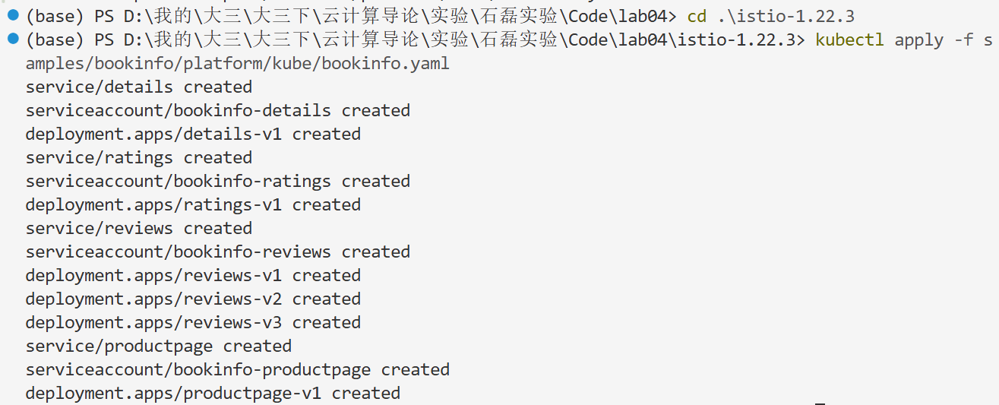 (base) PS D:\我的\大三\大三下\云计算导论\实验\石磊实验\Code\lab04> cd .\istio-1.22.3
(base) PS D:\我的\大三\大三下\云计算导论\实验\石磊实验\Code\lab04\istio-1.22.3> kubectl apply -f s
amples/bookinfo/platform/kube/bookinfo.yaml
service/details created
serviceaccount/bookinfo-details created
deployment.apps/details-v1 created
service/ratings created
serviceaccount/bookinfo-ratings created
deployment.apps/ratings-v1 created
service/reviews created
serviceaccount/bookinfo-reviews created
deployment.apps/reviews-v1 created
deployment.apps/reviews-v2 created
deployment.apps/reviews-v3 created
service/productpage created
serviceaccount/bookinfo-productpage created
deployment.apps/productpage-v1 created